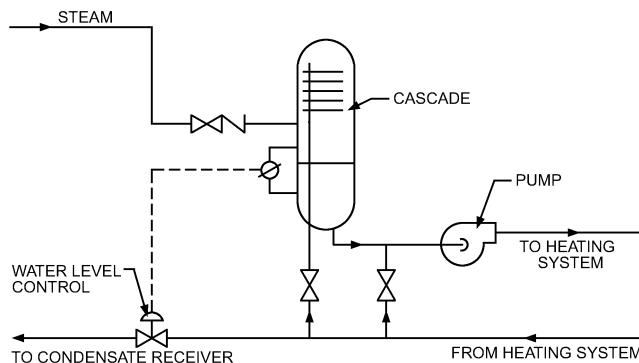 STEAM
CASCADE
PUMP
TO HEATING
SYSTEM
WATER LEVEL
CONTROL
TO CONDENSATE RECEIVER
FROM HEATING SYSTEM